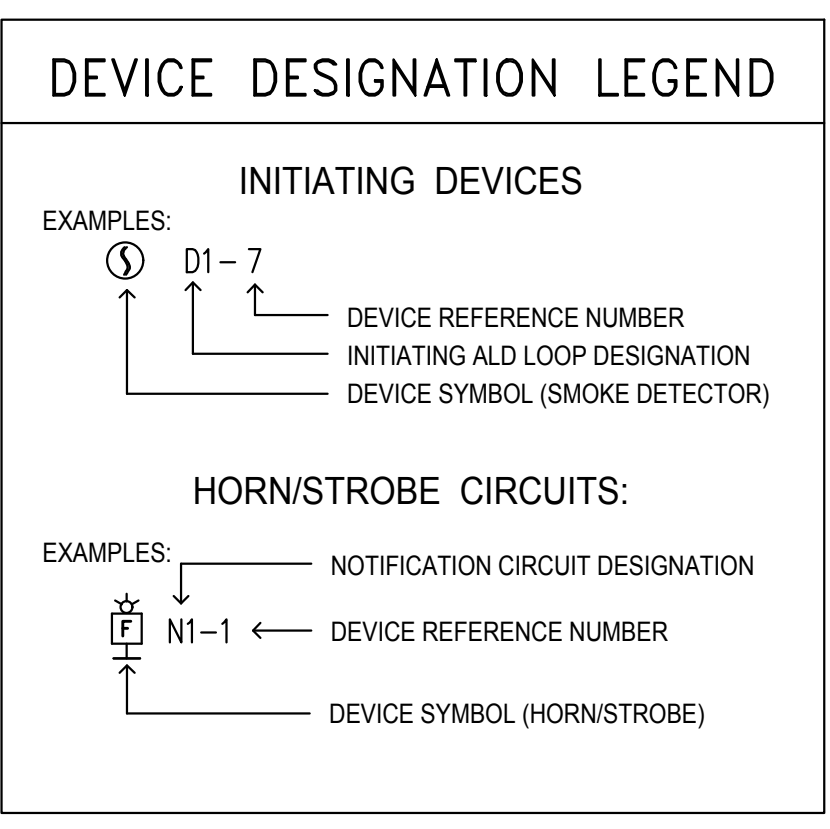 DEVICE DESIGNATION LEGEND
INITIATING DEVICES
EXAMPLES:
S D1-7
DEVICE REFERENCE NUMBER
INITIATING ALD LOOP DESIGNATION
DEVICE SYMBOL (SMOKE DETECTOR)
HORN/STROBE CIRCUITS:
EXAMPLES:
NOTIFICATION CIRCUIT DESIGNATION
F N1-1 DEVICE REFERENCE NUMBER
DEVICE SYMBOL (HORN/STROBE)